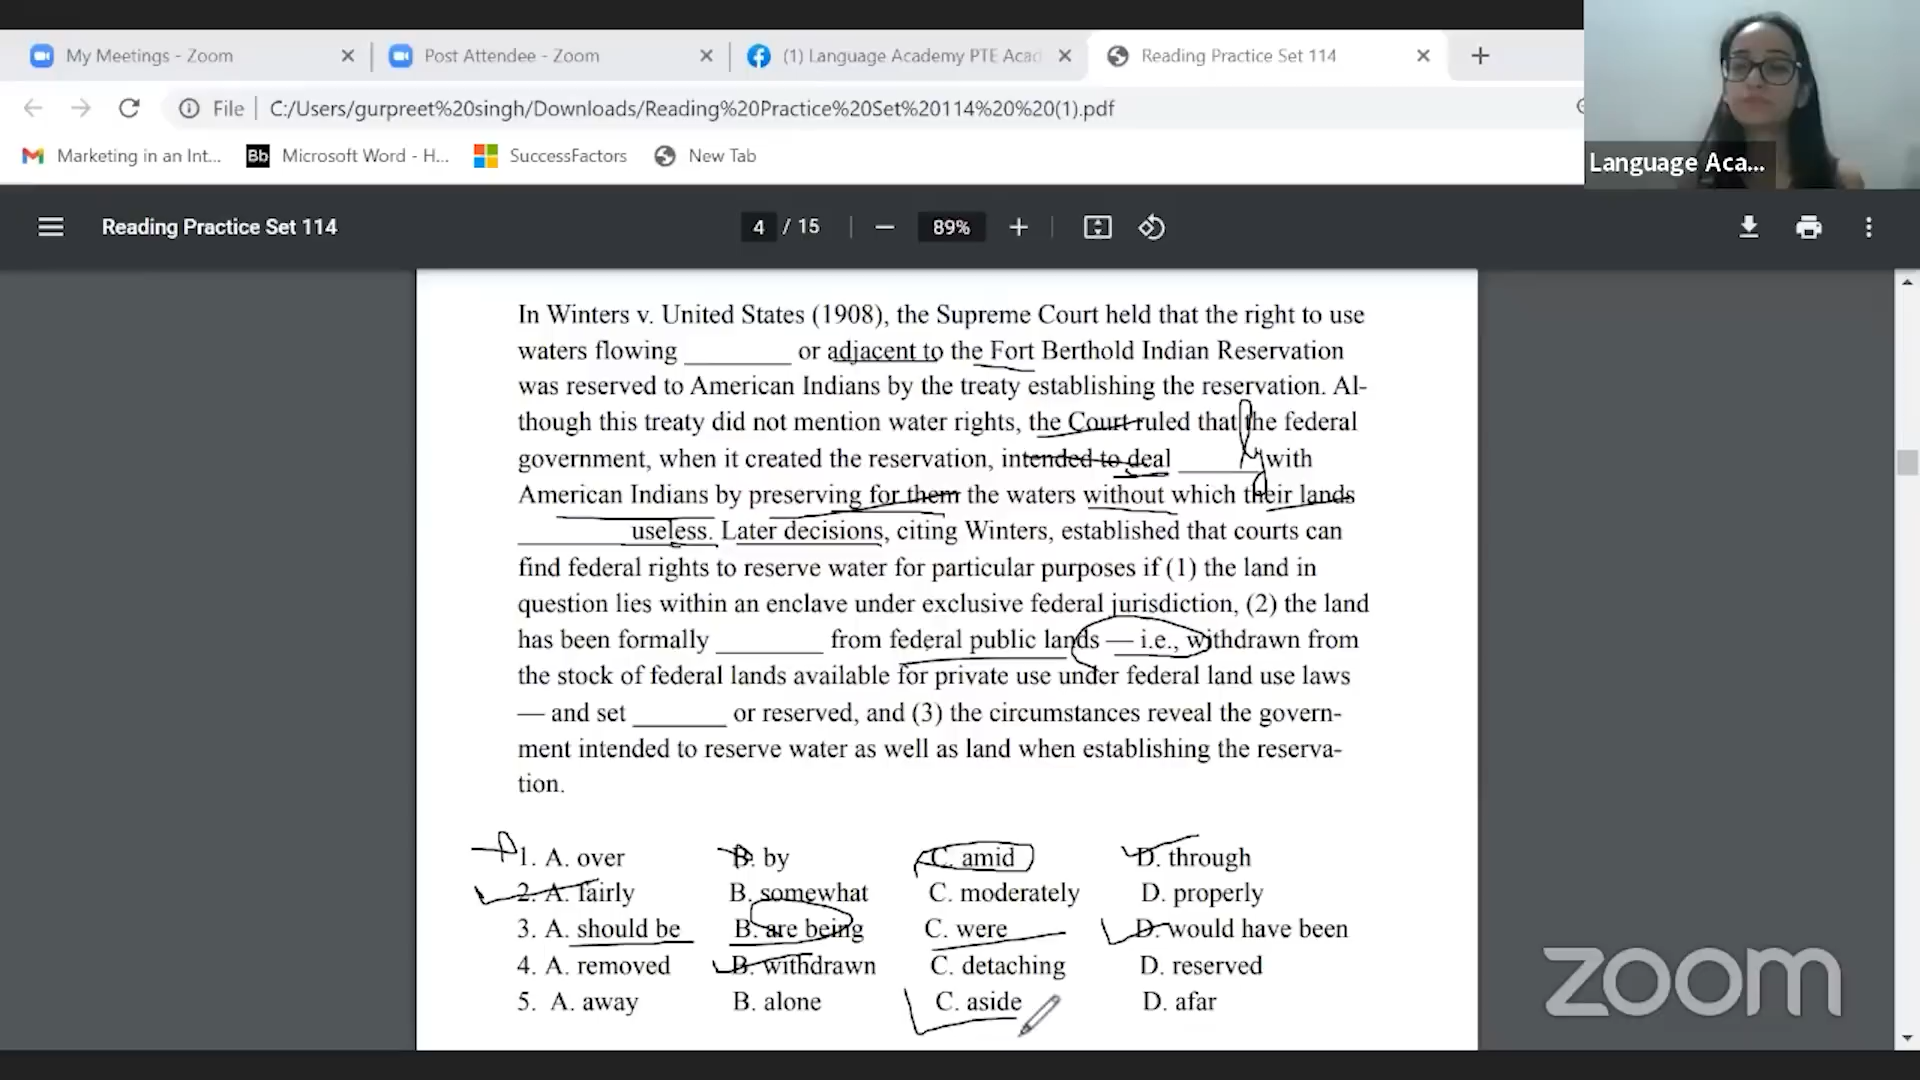 My Meetings - Zoom
Post Attendee - Zoom
(1) Language Academy PTE Acad
Reading Practice Set 114
File
C:/Users/gurpreet%20singh/Downloads/Reading%20Practice%20Set%20114%20%20(1).pdf
Marketing in an Int...
Bb
Microsoft Word - H...
SuccessFactors
New Tab
Language Aca...
Reading Practice Set 114
4 / 15
89%
In Winters v. United States (1908), the Supreme Court held that the right to use
waters flowing ________ or adjacent to the Fort Berthold Indian Reservation
was reserved to American Indians by the treaty establishing the reservation. Al-
though this treaty did not mention water rights, the Court ruled that the federal
government, when it created the reservation, intended to deal ______ with
American Indians by preserving for them the waters without which their lands
________ useless. Later decisions, citing Winters, established that courts can
find federal rights to reserve water for particular purposes if (1) the land in
question lies within an enclave under exclusive federal jurisdiction, (2) the land
has been formally ________ from federal public lands — i.e., withdrawn from
the stock of federal lands available for private use under federal land use laws
— and set _______ or reserved, and (3) the circumstances reveal the govern-
ment intended to reserve water as well as land when establishing the reserva-
tion.
1. A. over B. by C. amid D. through
2. A. fairly B. somewhat C. moderately D. properly
3. A. should be B. are being C. were D. would have been
4. A. removed B. withdrawn C. detaching D. reserved
5. A. away B. alone C. aside D. afar
zoom